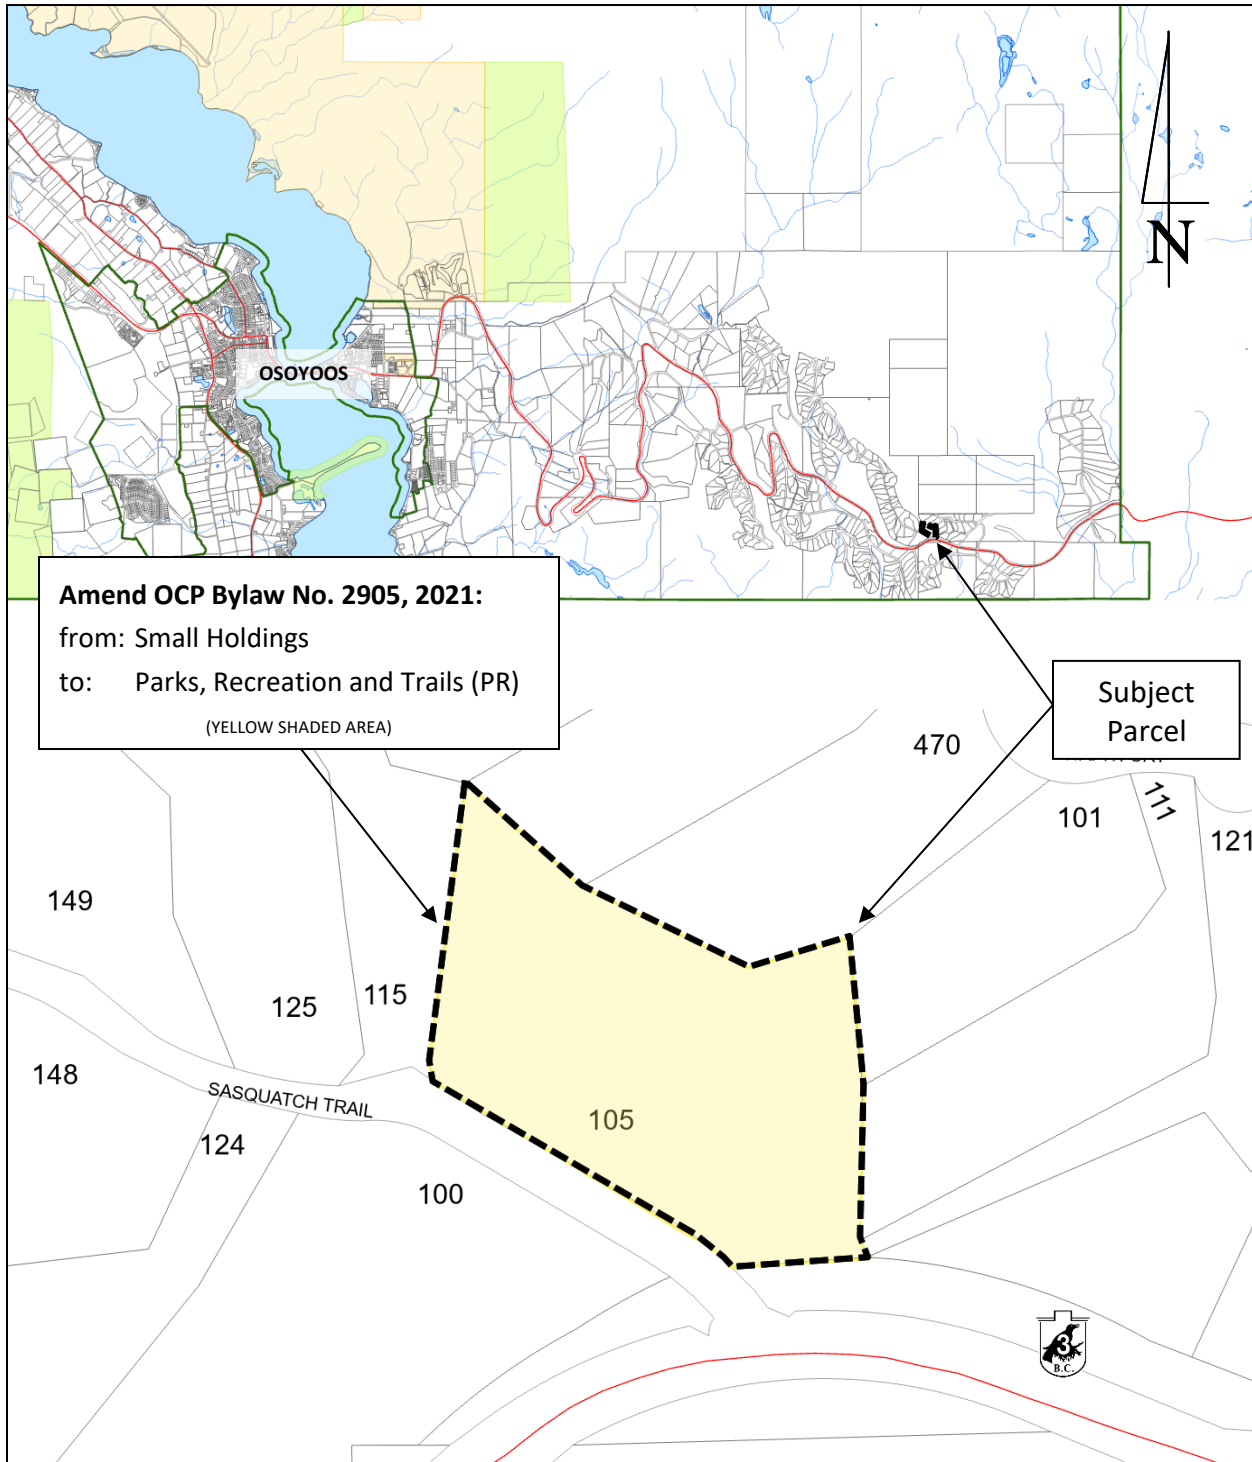 N
OSOYOOS
Amend OCP Bylaw No. 2905, 2021:
from: Small Holdings
to: Parks, Recreation and Trails (PR)
(YELLOW SHADED AREA)
Subject
Parcel
470
101
111
121
149
125
115
148
SASQUATCH TRAIL
124
105
100
3
B.C.